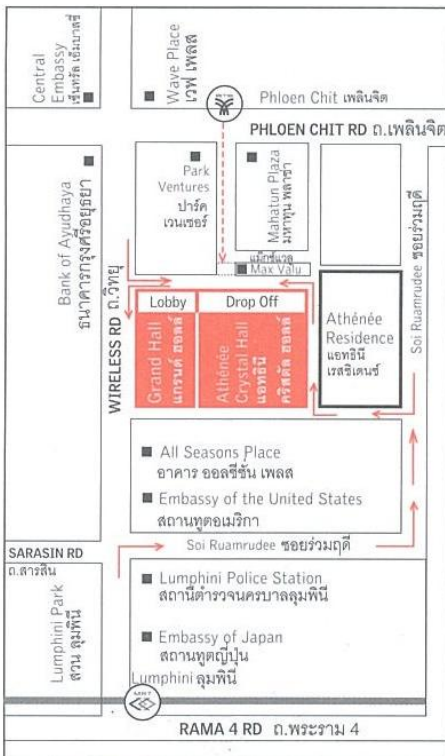 Central
Embassy
เซ็นทรัล เอ็มบาสซี
Wave Place
เวฟ เพลส
BTS
Phloen Chit เพลินจิต
PHLOEN CHIT RD ถ.เพลินจิต
Bank of Ayudhaya
ธนาคารกรุงศรีอยุธยา
Park
Ventures
ปาร์ค
เวนเชอร์
Mahatun Plaza
มหาทุน พลาซ่า
แม็กซ์แวลู
Max Valu
WIRELESS RD ถ.วิทยุ
Lobby
Drop Off
Grand Hall
แกรนด์ ฮอลล์
Athénée
Crystal Hall
แอทธินี
คริสตัล ฮอลล์
Athénée
Residence
แอทธินี
เรสซิเดนซ์
Soi Ruamrudee ซอยร่วมฤดี
All Seasons Place
อาคาร ออลซีซั่น เพลส
Embassy of the United States
สถานทูตอเมริกา
SARASIN RD
ถ.สารสิน
Soi Ruamrudee ซอยร่วมฤดี
Lumphini Park
สวน ลุมพินี
Lumphini Police Station
สถานีตำรวจนครบาลลุมพินี
Embassy of Japan
สถานทูตญี่ปุ่น
Lumphini ลุมพินี
MRT
RAMA 4 RD ถ.พระราม 4